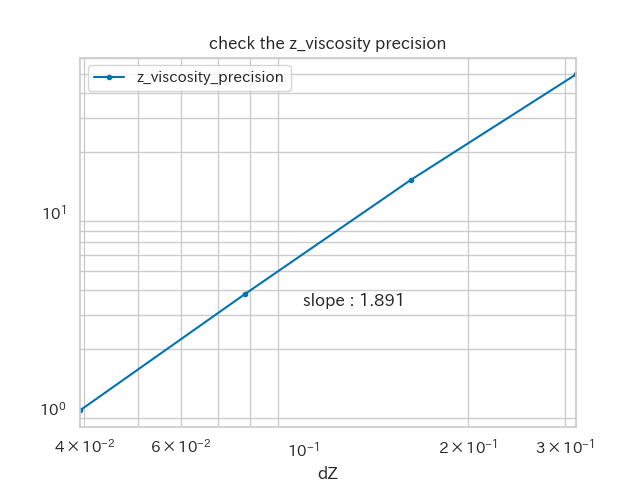 check the z_viscosity precision
z_viscosity_precision
10¹
slope : 1.891
10⁰
4×10⁻² 6×10⁻² 10⁻¹ 2×10⁻¹ 3×10⁻¹
dZ